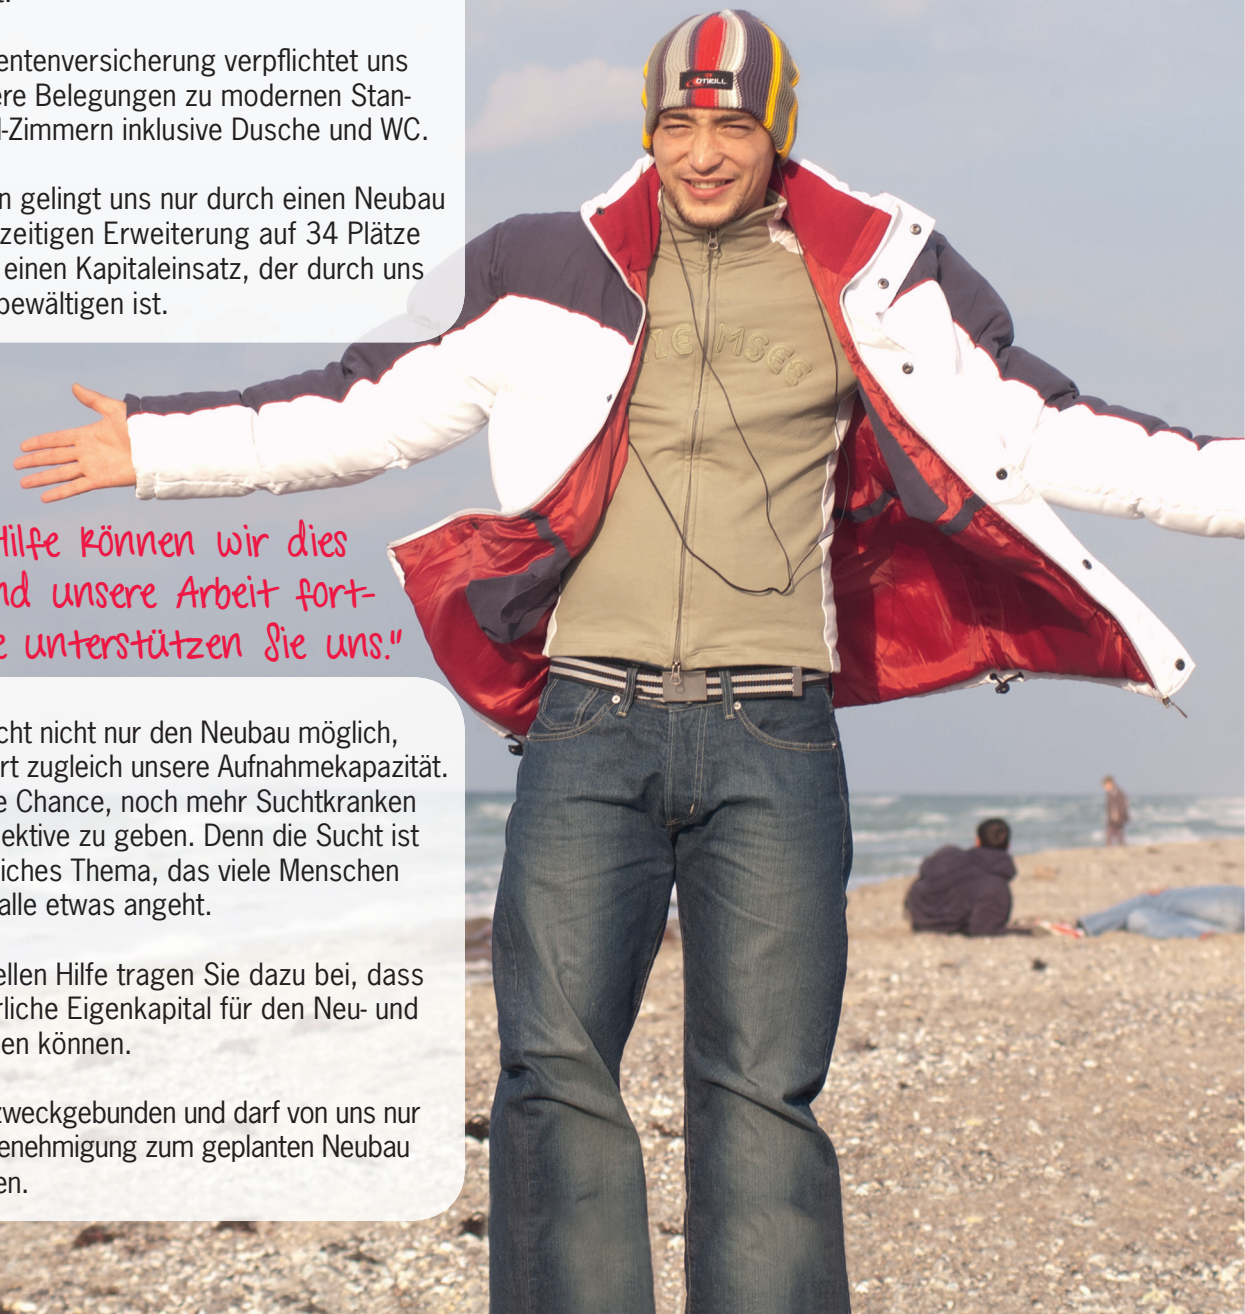 entenversicherung verpflichtet uns
ere Belegungen zu modernen Stan-
l-Zimmern inklusive Dusche und WC.
n gelingt uns nur durch einen Neubau
zeitigen Erweiterung auf 34 Plätze
einen Kapitaleinsatz, der durch uns
bewältigen ist.
O'NEILL
Hilfe können wir dies
nd unsere Arbeit fort-
e unterstützen Sie uns."
cht nicht nur den Neubau möglich,
rt zugleich unsere Aufnahmekapazität.
e Chance, noch mehr Suchtkranken
ektive zu geben. Denn die Sucht ist
liches Thema, das viele Menschen
alle etwas angeht.
ellen Hilfe tragen Sie dazu bei, dass
rliche Eigenkapital für den Neu- und
en können.
zweckgebunden und darf von uns nur
enehmigung zum geplanten Neubau
en.